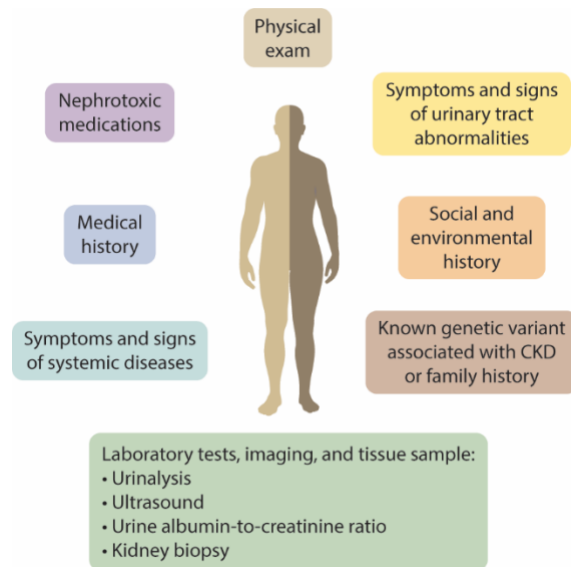 Physical
exam
Nephrotoxic
medications
Symptoms and signs
of urinary tract
abnormalities
Medical
history
Social and
environmental
history
Symptoms and signs
of systemic diseases
Known genetic variant
associated with CKD
or family history
Laboratory tests, imaging, and tissue sample:
• Urinalysis
• Ultrasound
• Urine albumin-to-creatinine ratio
• Kidney biopsy